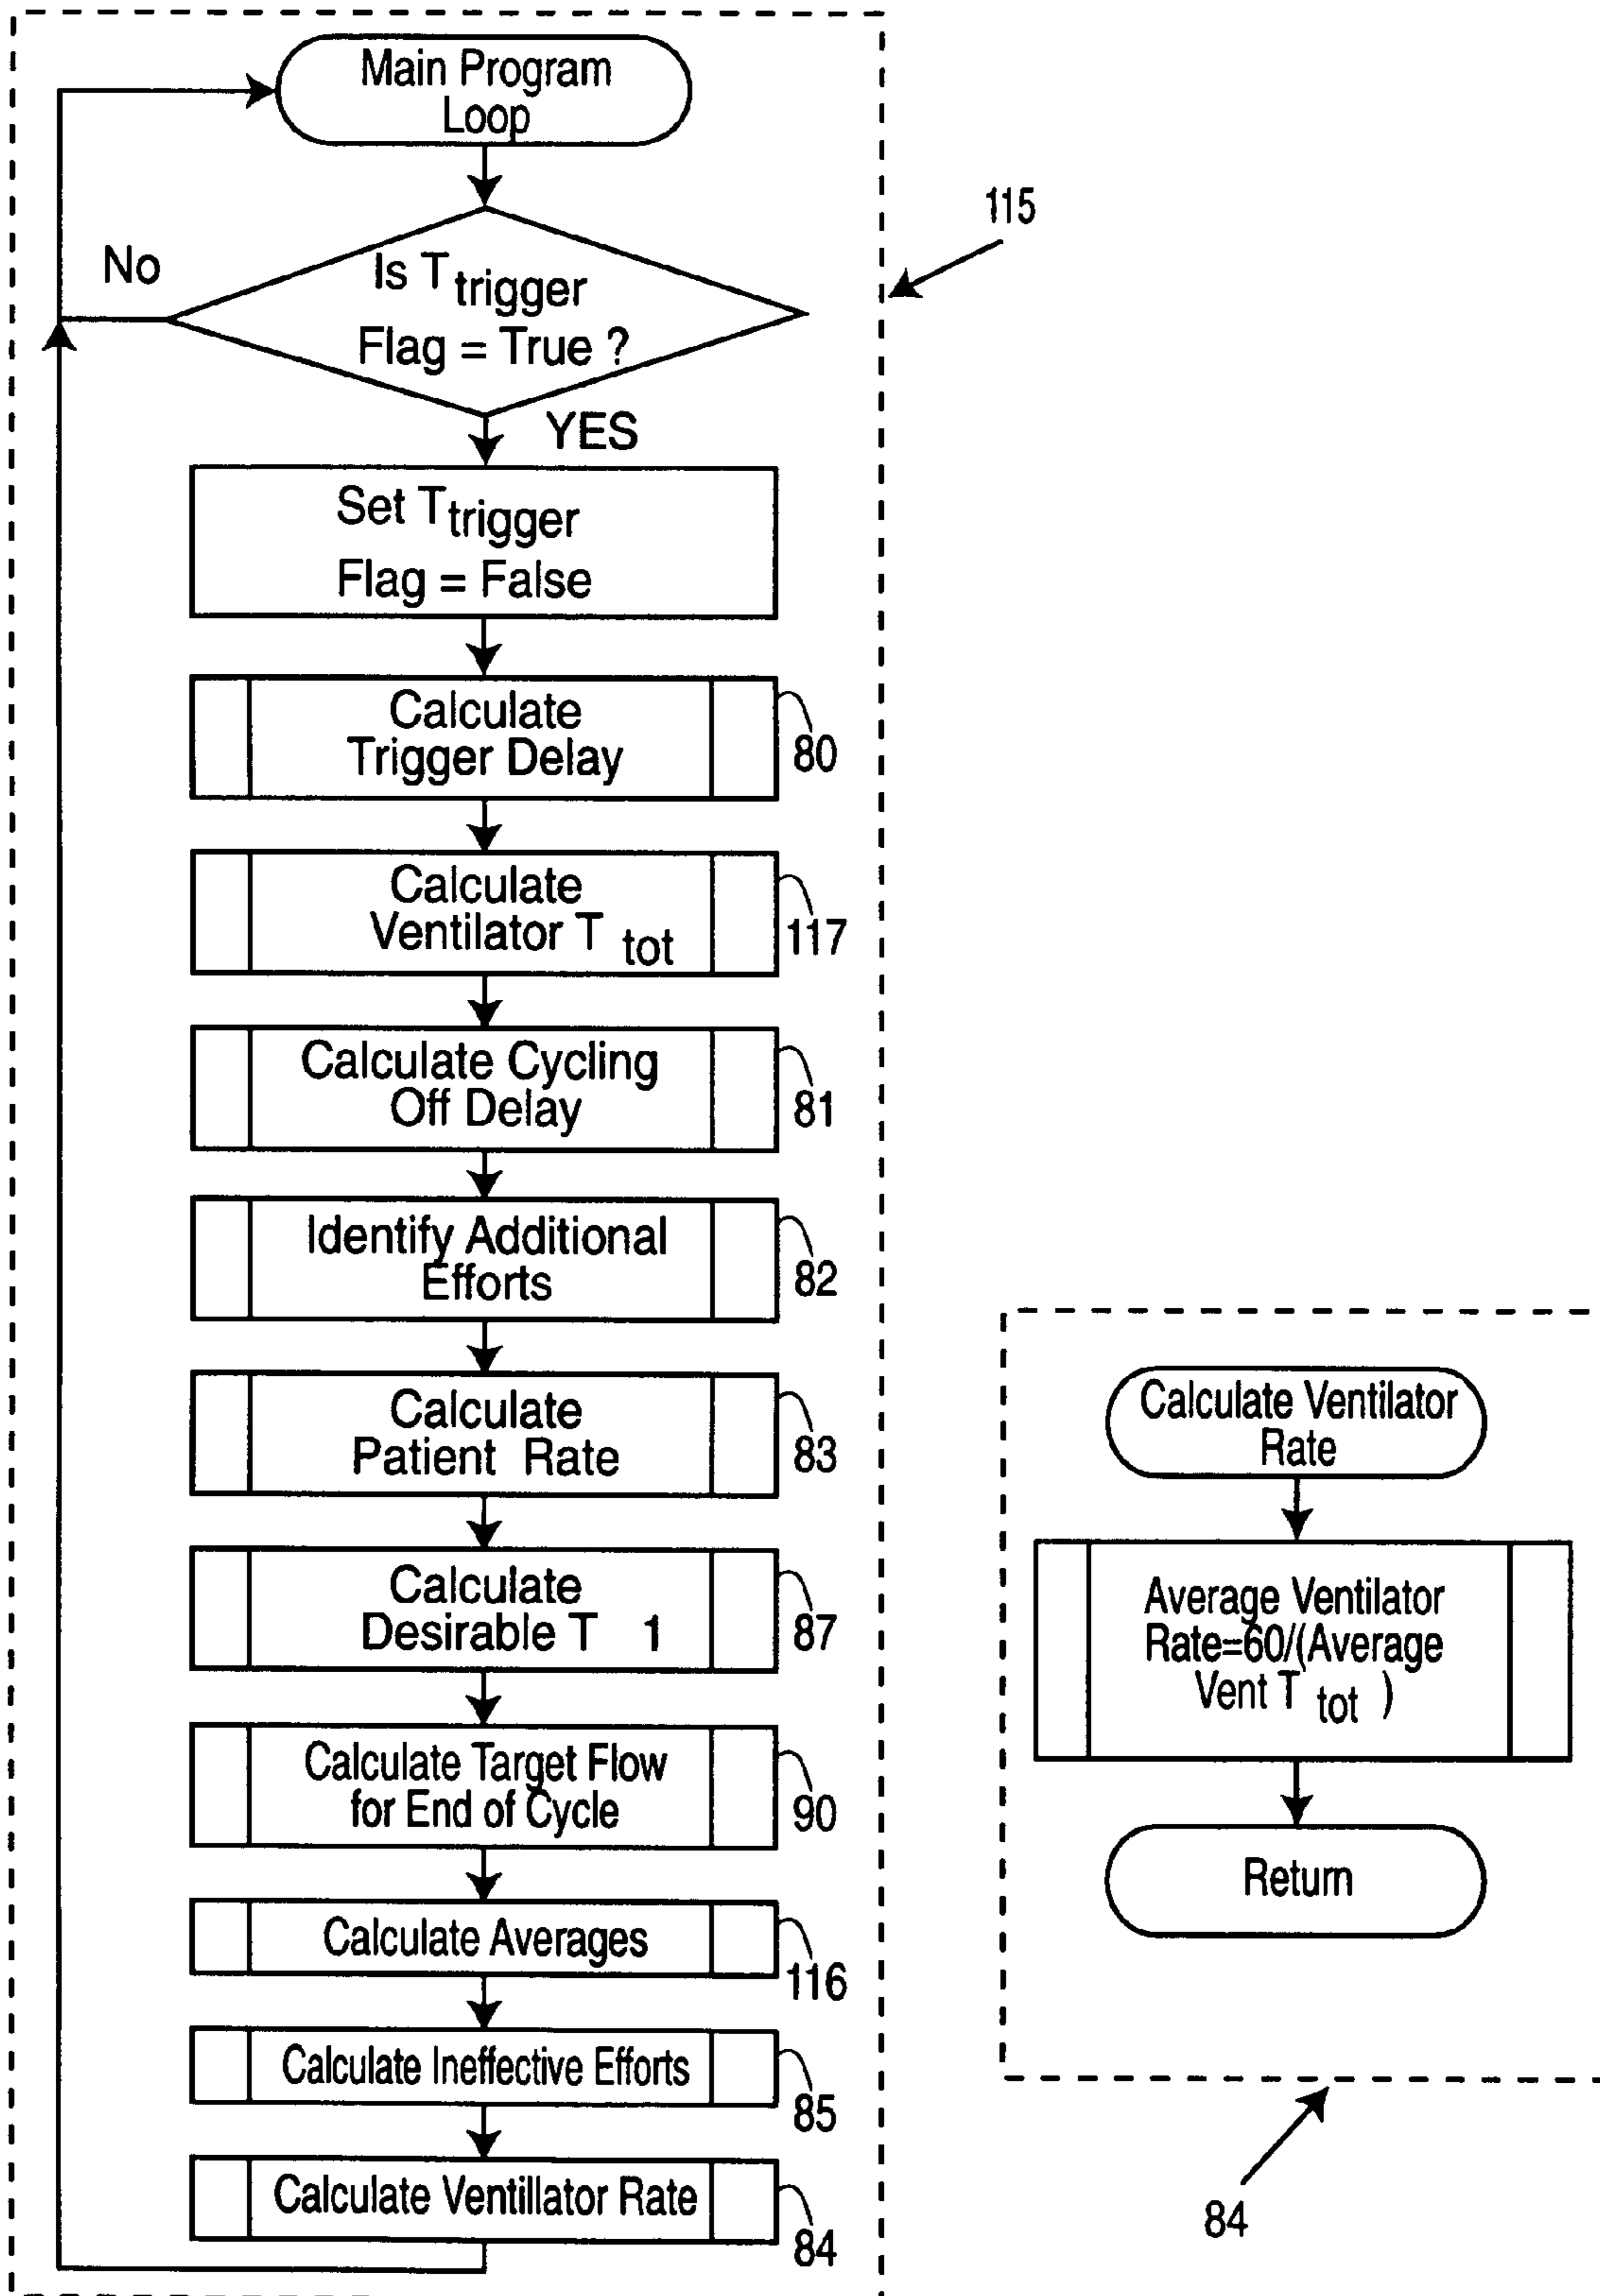 Main Program
Loop
115
No
Is T trigger
Flag = True ?
YES
Set T trigger
Flag = False
Calculate
Trigger Delay
80
Calculate
Ventilator T tot
117
Calculate Cycling
Off Delay
81
Identify Additional
Efforts
82
Calculate
Patient Rate
83
Calculate
Desirable T 1
87
Calculate Target Flow
for End of Cycle
90
Calculate Averages
116
Calculate Ineffective Efforts
85
Calculate Ventillator Rate
84
Calculate Ventilator
Rate
Average Ventilator
Rate=60/(Average
Vent T tot )
Return
84